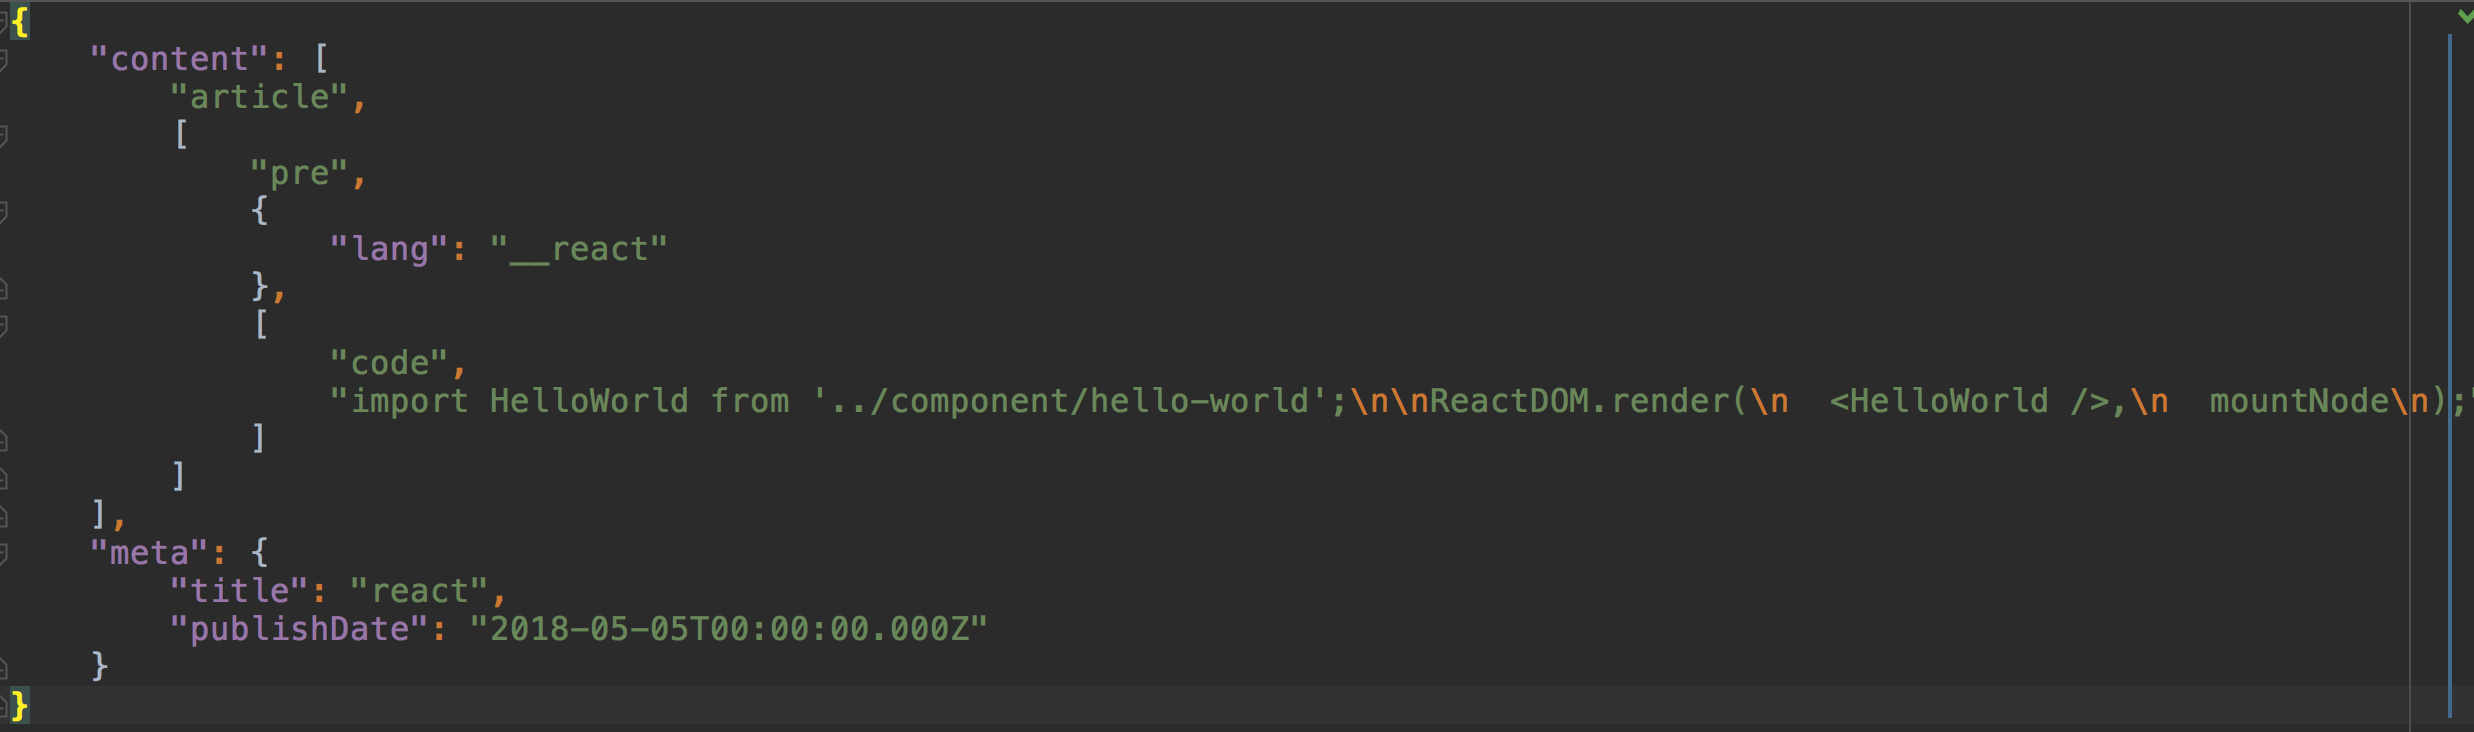 {
    "content": [
        "article",
        [
            "pre",
            {
                "lang": "__react"
            },
            [
                "code",
                "import HelloWorld from '../component/hello-world';\n\nReactDOM.render(\n  <HelloWorld />,\n  mountNode\n);"
            ]
        ]
    ],
    "meta": {
        "title": "react",
        "publishDate": "2018-05-05T00:00:00.000Z"
    }
}